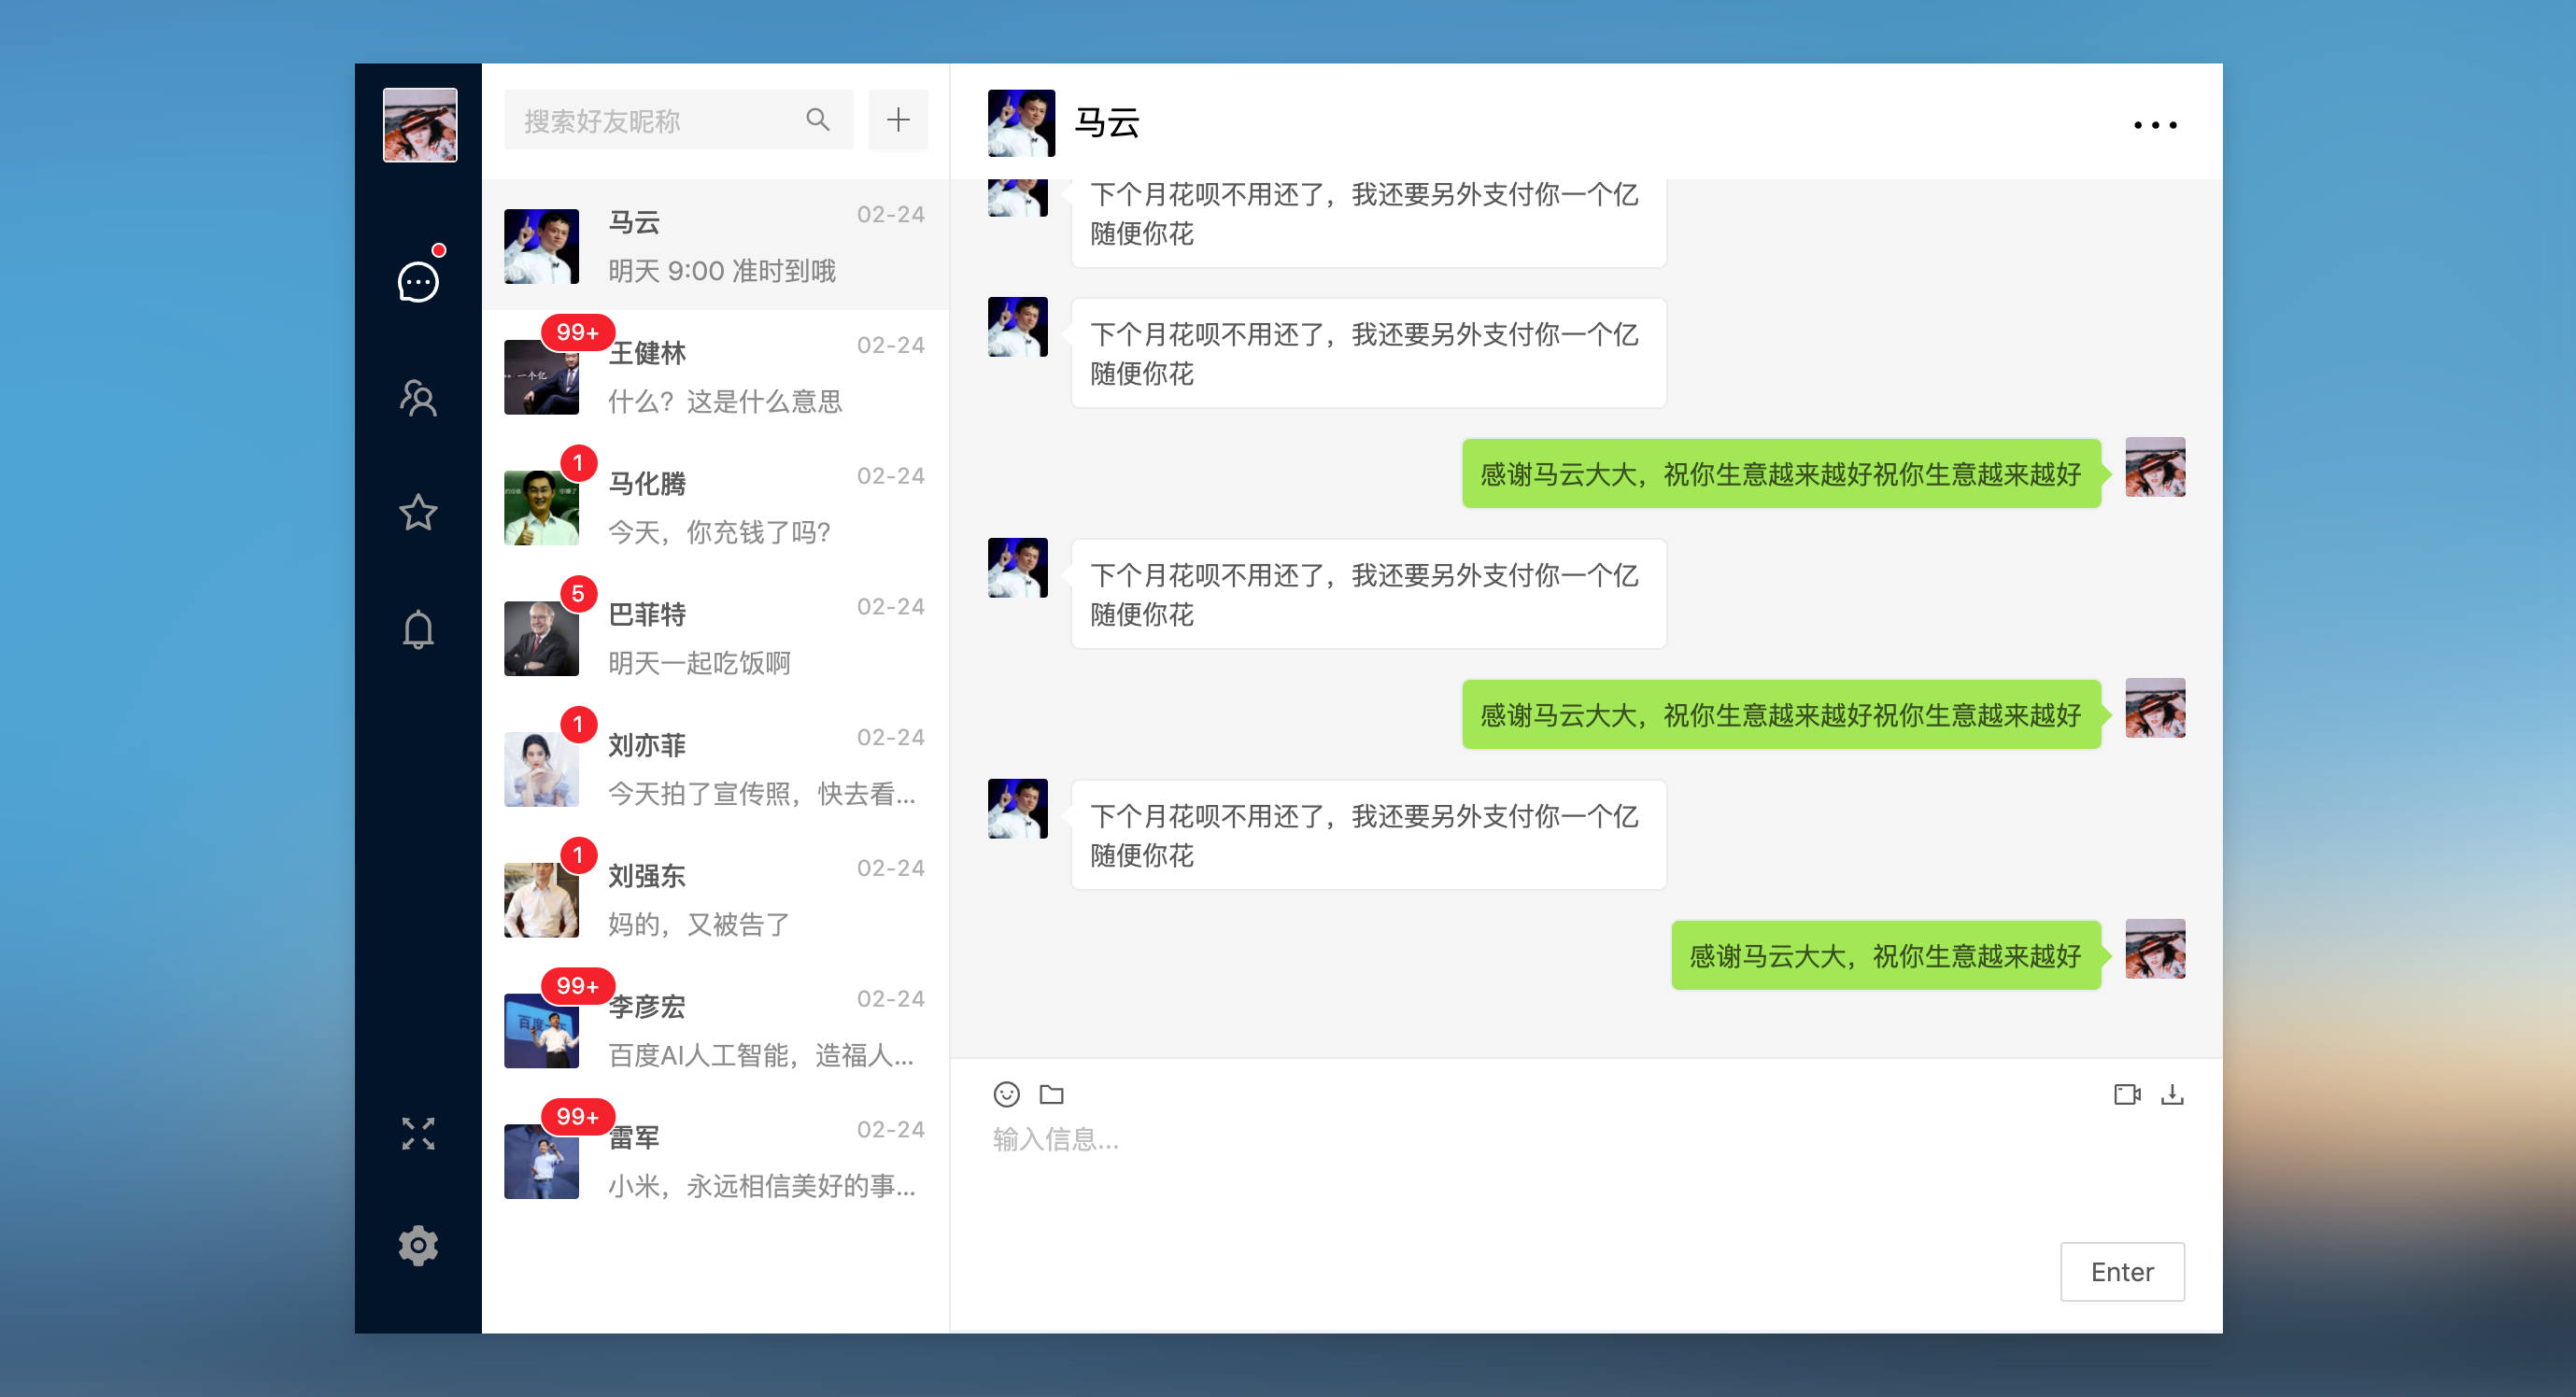 搜索好友昵称
马云
02-24
明天 9:00 准时到哦
99+
王健林
02-24
什么？这是什么意思
1
马化腾
02-24
今天，你充钱了吗？
5
巴菲特
02-24
明天一起吃饭啊
1
刘亦菲
02-24
今天拍了宣传照，快去看...
1
刘强东
02-24
妈的，又被告了
99+
李彦宏
02-24
百度AI人工智能，造福人...
99+
雷军
02-24
小米，永远相信美好的事...
马云
下个月花呗不用还了，我还要另外支付你一个亿
随便你花
下个月花呗不用还了，我还要另外支付你一个亿
随便你花
感谢马云大大，祝你生意越来越好祝你生意越来越好
下个月花呗不用还了，我还要另外支付你一个亿
随便你花
感谢马云大大，祝你生意越来越好祝你生意越来越好
下个月花呗不用还了，我还要另外支付你一个亿
随便你花
感谢马云大大，祝你生意越来越好
输入信息...
Enter